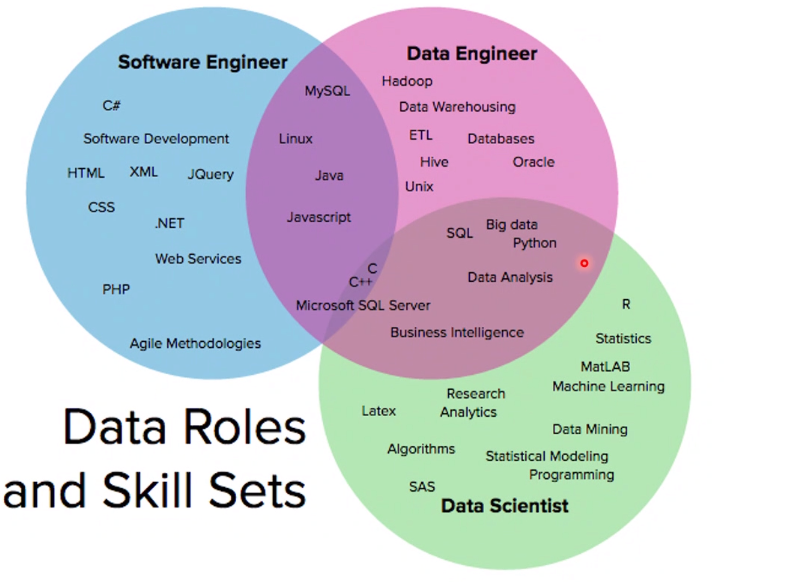 Software Engineer
C#
Software Development
HTML
XML
JQuery
CSS
.NET
Web Services
PHP
Agile Methodologies
MySQL
Linux
Java
Javascript
C
C++
Microsoft SQL Server
Data Engineer
Hadoop
Data Warehousing
ETL
Databases
Hive
Oracle
Unix
SQL
Big data
Python
Data Analysis
Business Intelligence
R
Statistics
MatLAB
Machine Learning
Research
Analytics
Latex
Data Mining
Algorithms
Statistical Modeling
Programming
SAS
Data Scientist
Data Roles
and Skill Sets